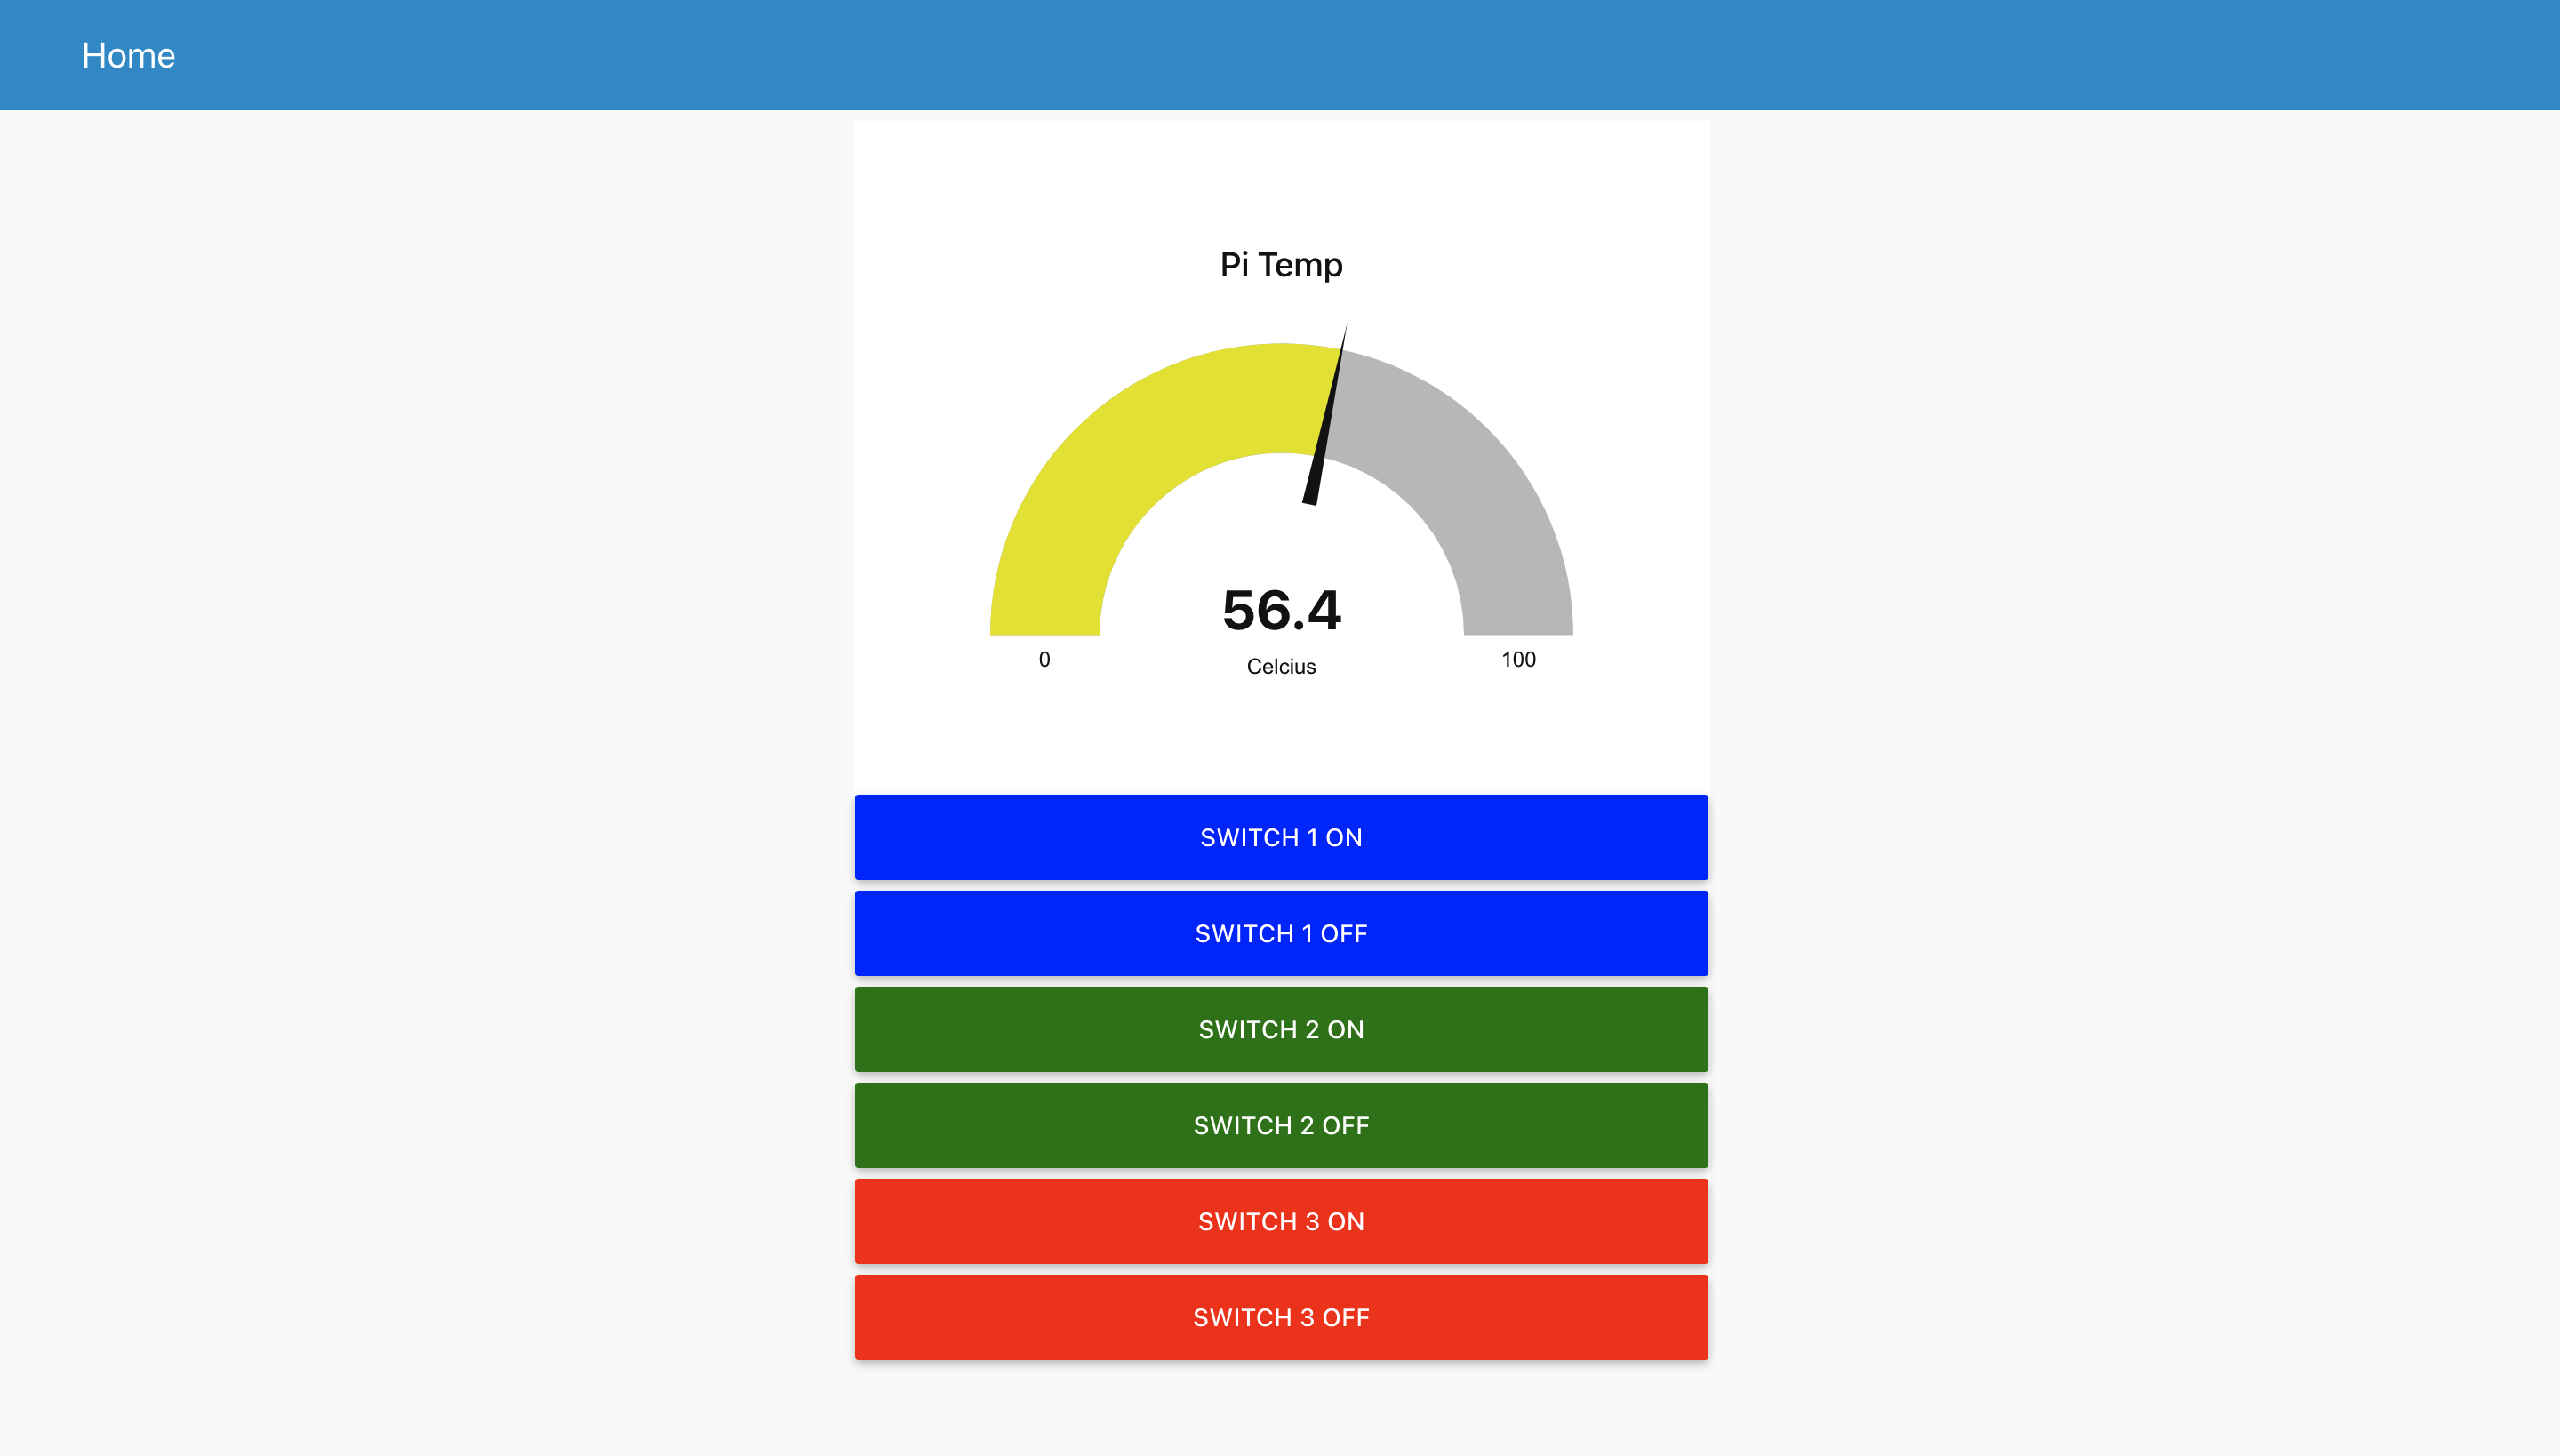 Home
Pi Temp
56.4
0
Celcius
100
SWITCH 1 ON
SWITCH 1 OFF
SWITCH 2 ON
SWITCH 2 OFF
SWITCH 3 ON
SWITCH 3 OFF